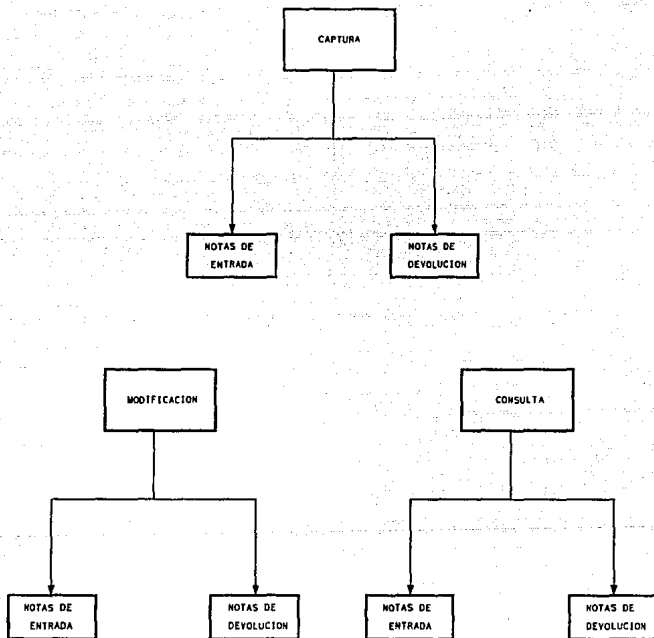 CAPTURA
NOTAS DE
ENTRADA
NOTAS DE
DEVOLUCION
MODIFICACION
CONSULTA
NOTAS DE
ENTRADA
NOTAS DE
DEVOLUCION
NOTAS DE
ENTRADA
NOTAS DE
DEVOLUCION